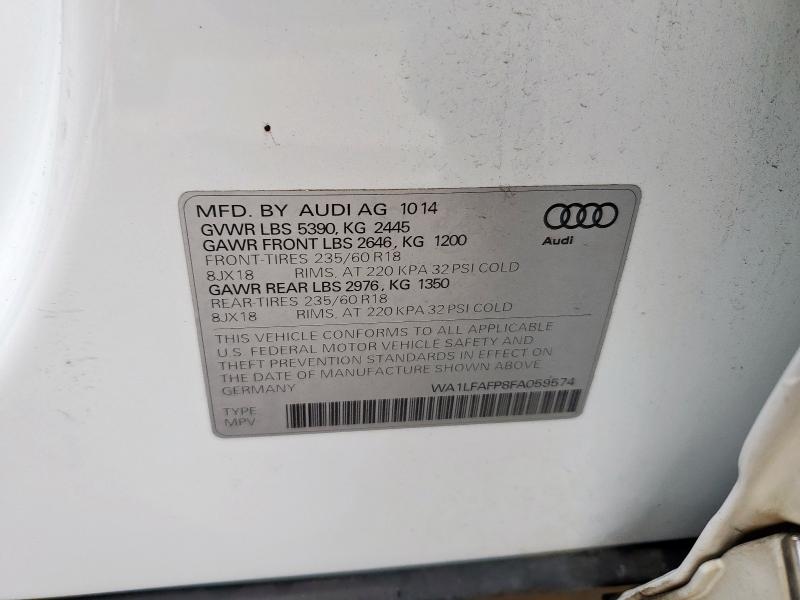 MFD. BY AUDI AG 10 14
GVWR LBS 5390, KG 2445
GAWR FRONT LBS 2646, KG 1200
FRONT-TIRES 235/60 R18
8JX18 RIMS, AT 220 KPA 32 PSI COLD
GAWR REAR LBS 2976, KG 1350
REAR-TIRES 235/60 R18
8JX18 RIMS, AT 220 KPA 32 PSI COLD
Audi
THIS VEHICLE CONFORMS TO ALL APPLICABLE
U.S. FEDERAL MOTOR VEHICLE SAFETY AND
THEFT PREVENTION STANDARDS IN EFFECT ON
THE DATE OF MANUFACTURE SHOWN ABOVE
GERMANY WA1LFAFP8FA059574
TYPE
MPV